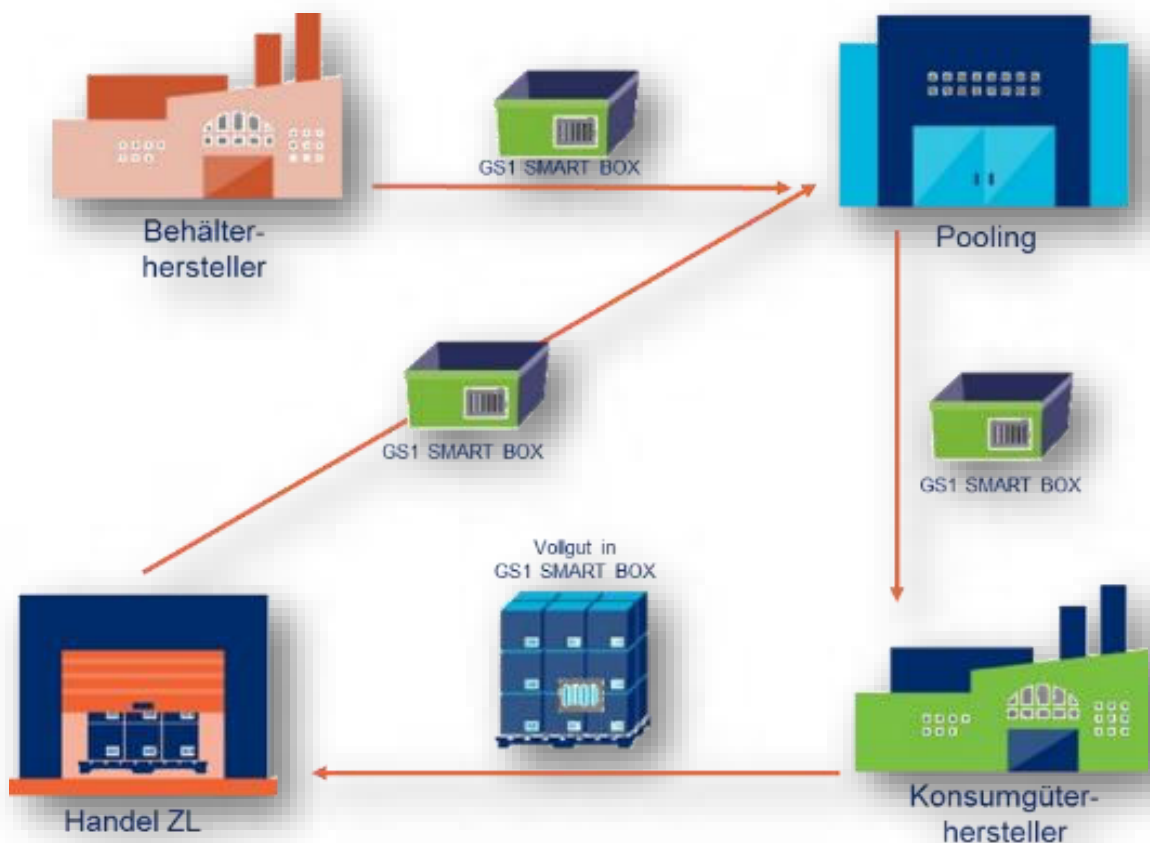 GS1 SMART BOX
Behälter-
hersteller
Pooling
GS1 SMART BOX
GS1 SMART BOX
Vollgut in
GS1 SMART BOX
Handel ZL
Konsumgüter-
hersteller